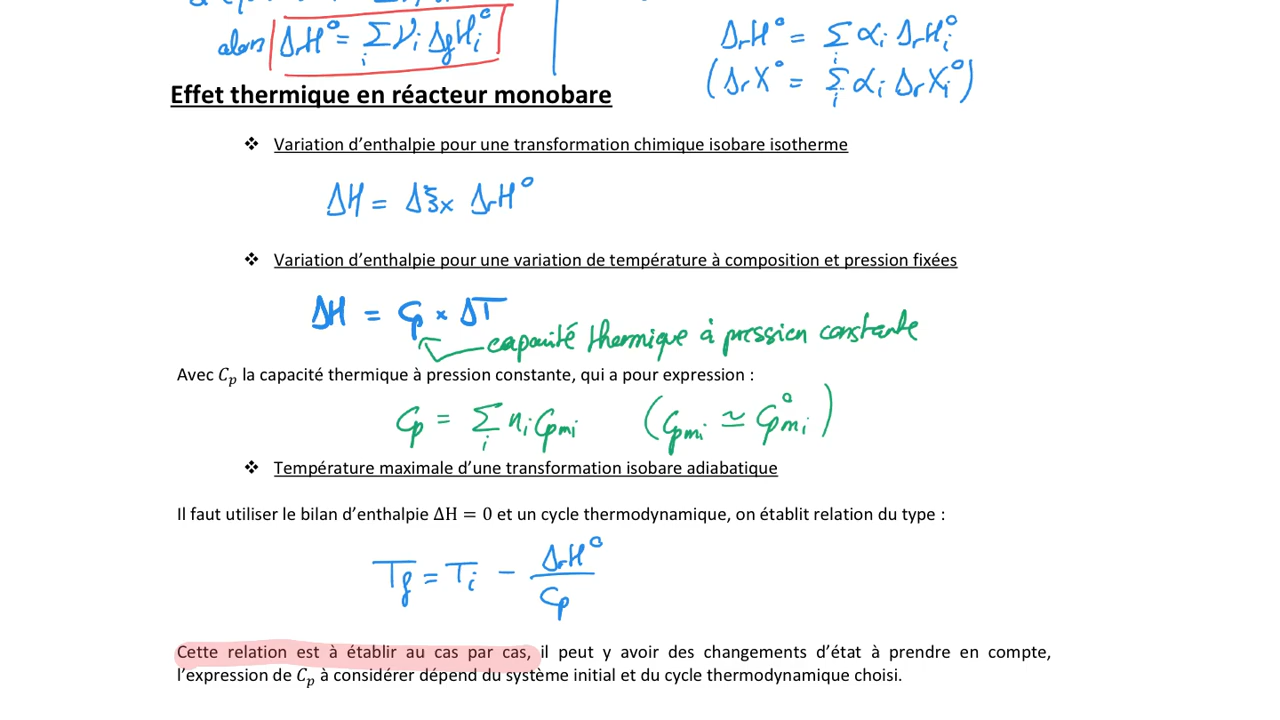 alors ΔrH° = Σi νi ΔfHi°
ΔrH° = Σi αi ΔrHi°
(ΔrX° = Σi αi ΔrXi°)
Effet thermique en réacteur monobare
❖ Variation d’enthalpie pour une transformation chimique isobare isotherme
ΔH = Δξ × ΔrH°
❖ Variation d’enthalpie pour une variation de température à composition et pression fixées
ΔH = Cp × ΔT
capacité thermique à pression constante
Avec Cp la capacité thermique à pression constante, qui a pour expression :
Cp = Σi ni Cpmi (Cpmi ≃ Cp°mi)
❖ Température maximale d’une transformation isobare adiabatique
Il faut utiliser le bilan d’enthalpie ΔH = 0 et un cycle thermodynamique, on établit relation du type :
Tf = Ti − ΔrH° / Cp
Cette relation est à établir au cas par cas, il peut y avoir des changements d’état à prendre en compte,
l’expression de Cp à considérer dépend du système initial et du cycle thermodynamique choisi.